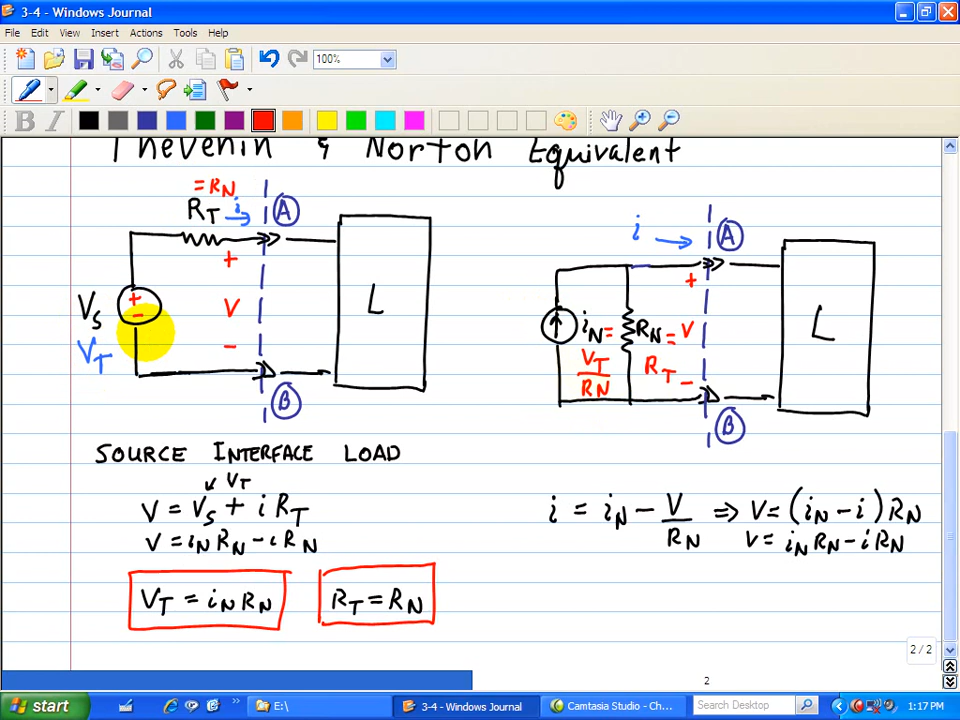 3-4 - Windows Journal
File Edit View Insert Actions Tools Help
100%
B I
Thevenin & Norton Equivalent
= RN
RT i A
+
VS + - V
VT
-
B
L
i A
+
iN = RN = V
VT / RN RT
-
B
L
SOURCE INTERFACE LOAD
VT
V = VS + i RT
V = iN RN - i RN
VT = iN RN RT = RN
i = iN - V / RN ⇒ V = (iN - i) RN
V = iN RN - i RN
2 / 2
2
start E:\ 3-4 - Windows Journal Camtasia Studio - Ch... Search Desktop 1:17 PM